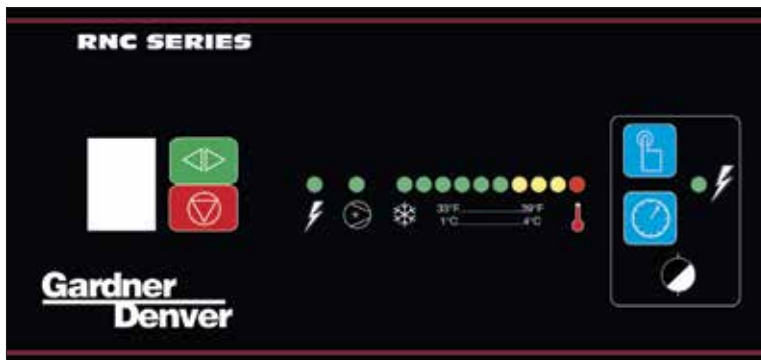 RNC SERIES
33°F 39°F
1°C 4°C
Gardner
Denver